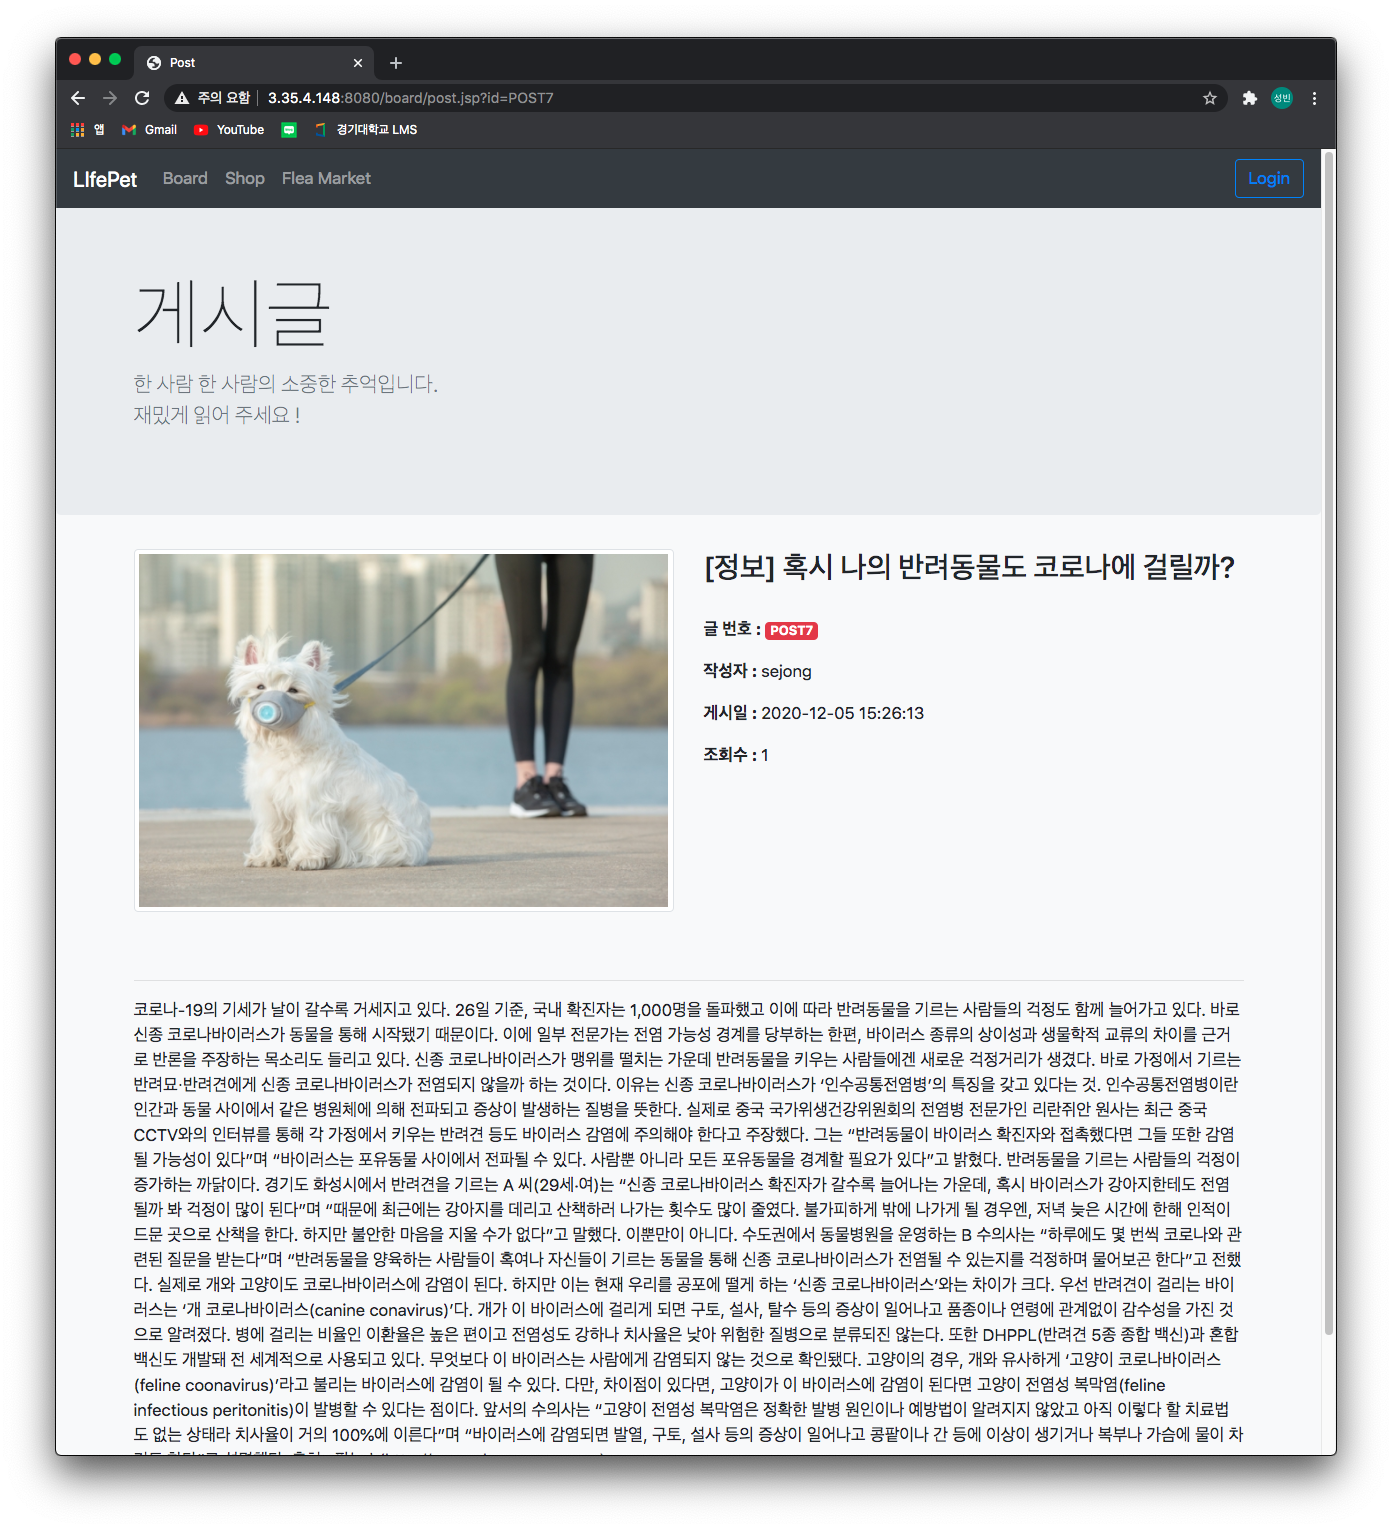 Post
주의 요함 3.35.4.148:8080/board/post.jsp?id=POST7
성빈
앱 Gmail YouTube 경기대학교 LMS
LIfePet Board Shop Flea Market Login
게시글
한 사람 한 사람의 소중한 추억입니다.
재밌게 읽어 주세요 !
[정보] 혹시 나의 반려동물도 코로나에 걸릴까?
글 번호 : POST7
작성자 : sejong
게시일 : 2020-12-05 15:26:13
조회수 : 1
코로나-19의 기세가 날이 갈수록 거세지고 있다. 26일 기준, 국내 확진자는 1,000명을 돌파했고 이에 따라 반려동물을 기르는 사람들의 걱정도 함께 늘어가고 있다. 바로
신종 코로나바이러스가 동물을 통해 시작됐기 때문이다. 이에 일부 전문가는 전염 가능성 경계를 당부하는 한편, 바이러스 종류의 상이성과 생물학적 교류의 차이를 근거
로 반론을 주장하는 목소리도 들리고 있다. 신종 코로나바이러스가 맹위를 떨치는 가운데 반려동물을 키우는 사람들에겐 새로운 걱정거리가 생겼다. 바로 가정에서 기르는
반려묘·반려견에게 신종 코로나바이러스가 전염되지 않을까 하는 것이다. 이유는 신종 코로나바이러스가 ‘인수공통전염병’의 특징을 갖고 있다는 것. 인수공통전염병이란
인간과 동물 사이에서 같은 병원체에 의해 전파되고 증상이 발생하는 질병을 뜻한다. 실제로 중국 국가위생건강위원회의 전염병 전문가인 리란쥐안 원사는 최근 중국
CCTV와의 인터뷰를 통해 각 가정에서 키우는 반려견 등도 바이러스 감염에 주의해야 한다고 주장했다. 그는 “반려동물이 바이러스 확진자와 접촉했다면 그들 또한 감염
될 가능성이 있다”며 “바이러스는 포유동물 사이에서 전파될 수 있다. 사람뿐 아니라 모든 포유동물을 경계할 필요가 있다”고 밝혔다. 반려동물을 기르는 사람들의 걱정이
증가하는 까닭이다. 경기도 화성시에서 반려견을 기르는 A 씨(29세·여)는 “신종 코로나바이러스 확진자가 갈수록 늘어나는 가운데, 혹시 바이러스가 강아지한테도 전염
될까 봐 걱정이 많이 된다”며 “때문에 최근에는 강아지를 데리고 산책하러 나가는 횟수도 많이 줄였다. 불가피하게 밖에 나가게 될 경우엔, 저녁 늦은 시간에 한해 인적이
드문 곳으로 산책을 한다. 하지만 불안한 마음을 지울 수가 없다”고 말했다. 이뿐만이 아니다. 수도권에서 동물병원을 운영하는 B 수의사는 “하루에도 몇 번씩 코로나와 관
련된 질문을 받는다”며 “반려동물을 양육하는 사람들이 혹여나 자신들이 기르는 동물을 통해 신종 코로나바이러스가 전염될 수 있는지를 걱정하며 물어보곤 한다”고 전했
다. 실제로 개와 고양이도 코로나바이러스에 감염이 된다. 하지만 이는 현재 우리를 공포에 떨게 하는 ‘신종 코로나바이러스’와는 차이가 크다. 우선 반려견이 걸리는 바이
러스는 ‘개 코로나바이러스(canine conavirus)’다. 개가 이 바이러스에 걸리게 되면 구토, 설사, 탈수 등의 증상이 일어나고 품종이나 연령에 관계없이 감수성을 가진 것
으로 알려졌다. 병에 걸리는 비율인 이환율은 높은 편이고 전염성도 강하나 치사율은 낮아 위험한 질병으로 분류되진 않는다. 또한 DHPPL(반려견 5종 종합 백신)과 혼합
백신도 개발돼 전 세계적으로 사용되고 있다. 무엇보다 이 바이러스는 사람에게 감염되지 않는 것으로 확인됐다. 고양이의 경우, 개와 유사하게 ‘고양이 코로나바이러스
(feline coonavirus)’라고 불리는 바이러스에 감염이 될 수 있다. 다만, 차이점이 있다면, 고양이가 이 바이러스에 감염이 된다면 고양이 전염성 복막염(feline
infectious peritonitis)이 발병할 수 있다는 점이다. 앞서의 수의사는 “고양이 전염성 복막염은 정확한 발병 원인이나 예방법이 알려지지 않았고 아직 이렇다 할 치료법
도 없는 상태라 치사율이 거의 100%에 이른다”며 “바이러스에 감염되면 발열, 구토, 설사 등의 증상이 일어나고 콩팥이나 간 등에 이상이 생기거나 복부나 가슴에 물이 차